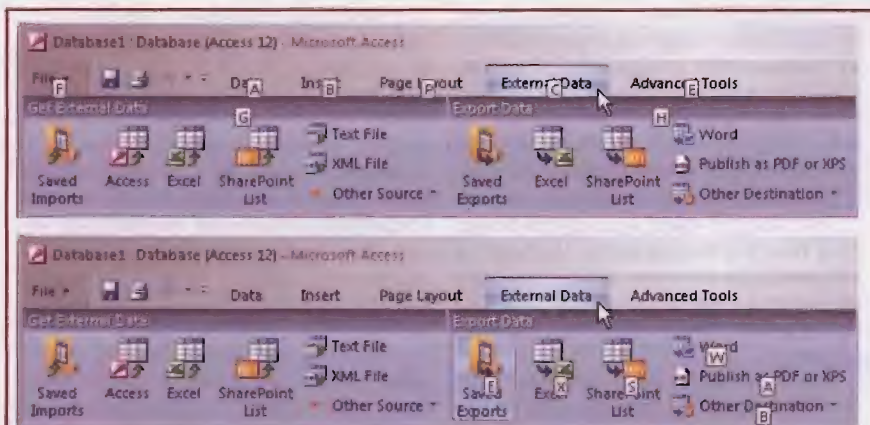 Database1 : Database (Access 12) - Microsoft Access
File Data Insert Page Layout External Data Advanced Tools
F A B P C E
Get External Data Export Data
G H
Saved Imports Access Excel SharePoint List Text File XML File Other Source Saved Exports Excel SharePoint List Word Publish as PDF or XPS Other Destination
Database1 Database (Access 12) - Microsoft Access
File Data Insert Page Layout External Data Advanced Tools
Get External Data Export Data
Saved Imports Access Excel SharePoint List Text File XML File Other Source Saved Exports Excel SharePoint List Word Publish as PDF or XPS Other Destination
X S W A B